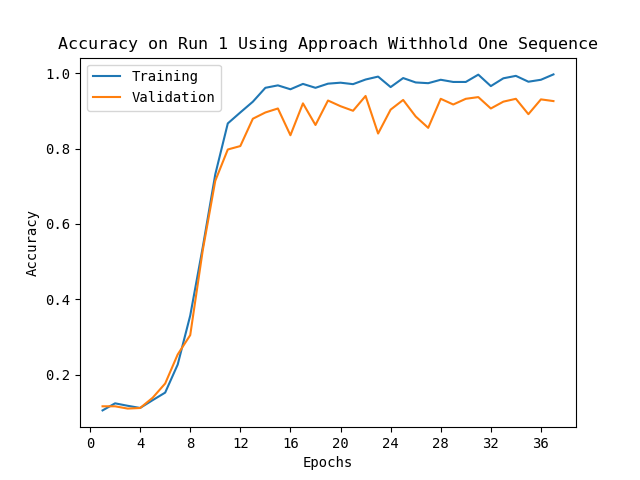 Accuracy on Run 1 Using Approach Withhold One Sequence
Training
Validation
1.0
0.8
0.6
0.4
0.2
Accuracy
0 4 8 12 16 20 24 28 32 36
Epochs